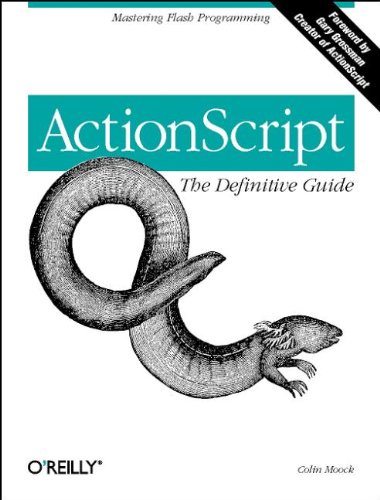 Mastering Flash Programming
Foreword by
Gary Grossman
Creator of ActionScript
ActionScript
The Definitive Guide
O'REILLY®
Colin Moock